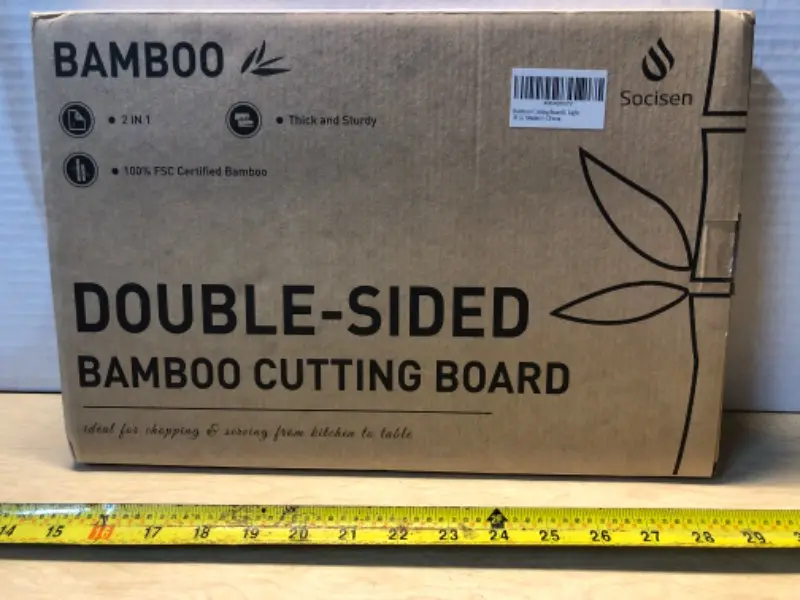 BAMBOO
Socisen
2 IN 1
Thick and Sturdy
100% FSC Certified Bamboo
DOUBLE-SIDED
BAMBOO CUTTING BOARD
ideal for chopping & serving from kitchen to table
14 15 16 17 18 19 20 21 22 23 24 25 26 27 28 29